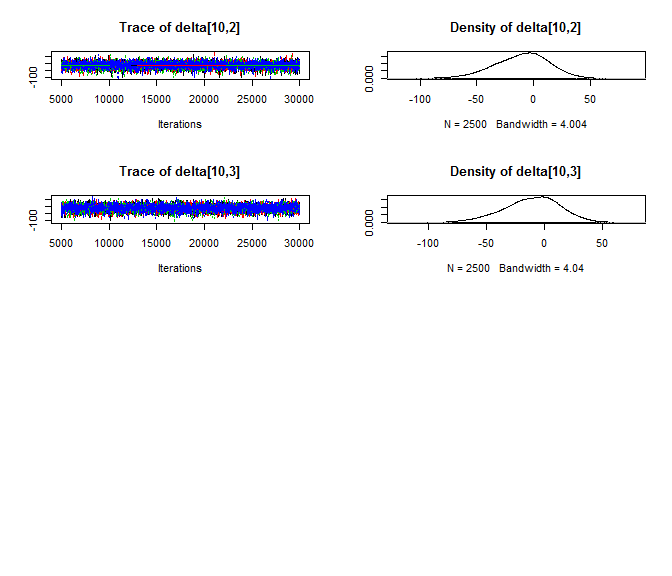 Trace of delta[10,2]
-100
5000 10000 15000 20000 25000 30000
Iterations
Density of delta[10,2]
0.000
-100 -50 0 50
N = 2500 Bandwidth = 4.004
Trace of delta[10,3]
-100
5000 10000 15000 20000 25000 30000
Iterations
Density of delta[10,3]
0.000
-100 -50 0 50
N = 2500 Bandwidth = 4.04